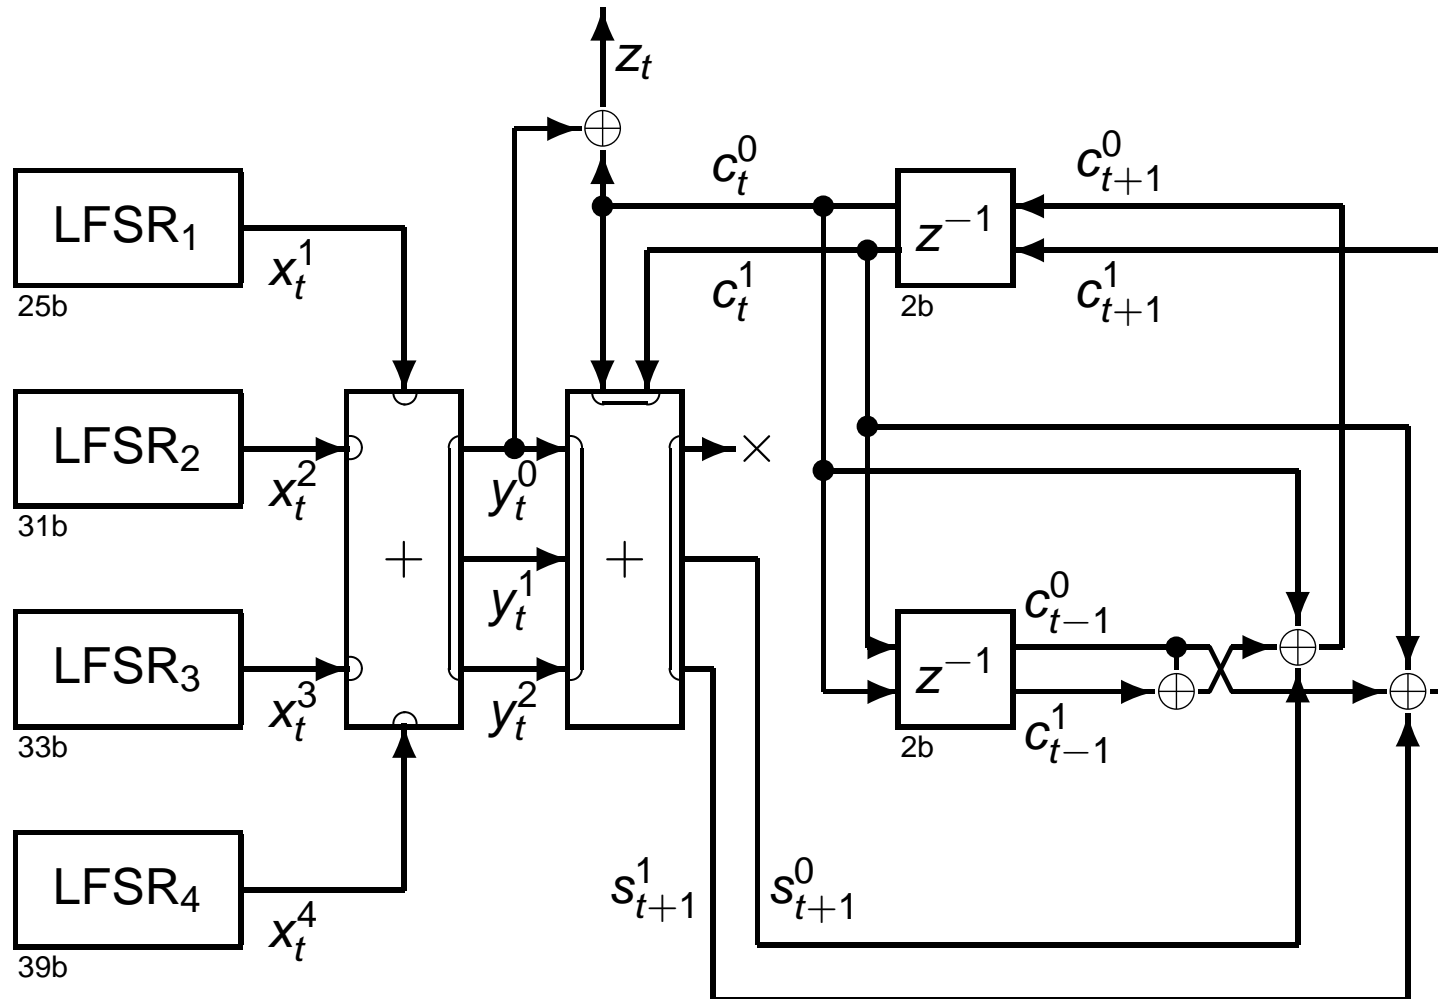 z_t
c_t^0
c_{t+1}^0
LFSR_1
z^{-1}
x_t^1
c_t^1
c_{t+1}^1
25b
2b
LFSR_2
×
x_t^2
y_t^0
31b
+
+
y_t^1
c_{t-1}^0
LFSR_3
z^{-1}
x_t^3
y_t^2
c_{t-1}^1
33b
2b
LFSR_4
s_{t+1}^1
s_{t+1}^0
x_t^4
39b